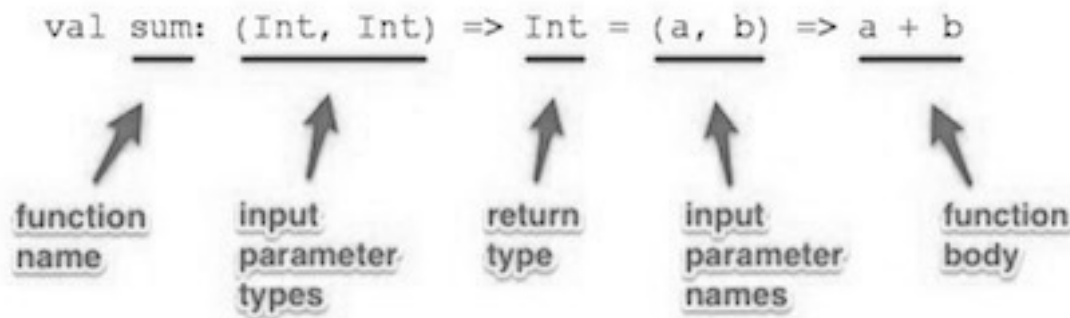 val sum: (Int, Int) => Int = (a, b) => a + b
function
name
input
parameter
types
return
type
input
parameter
names
function
body